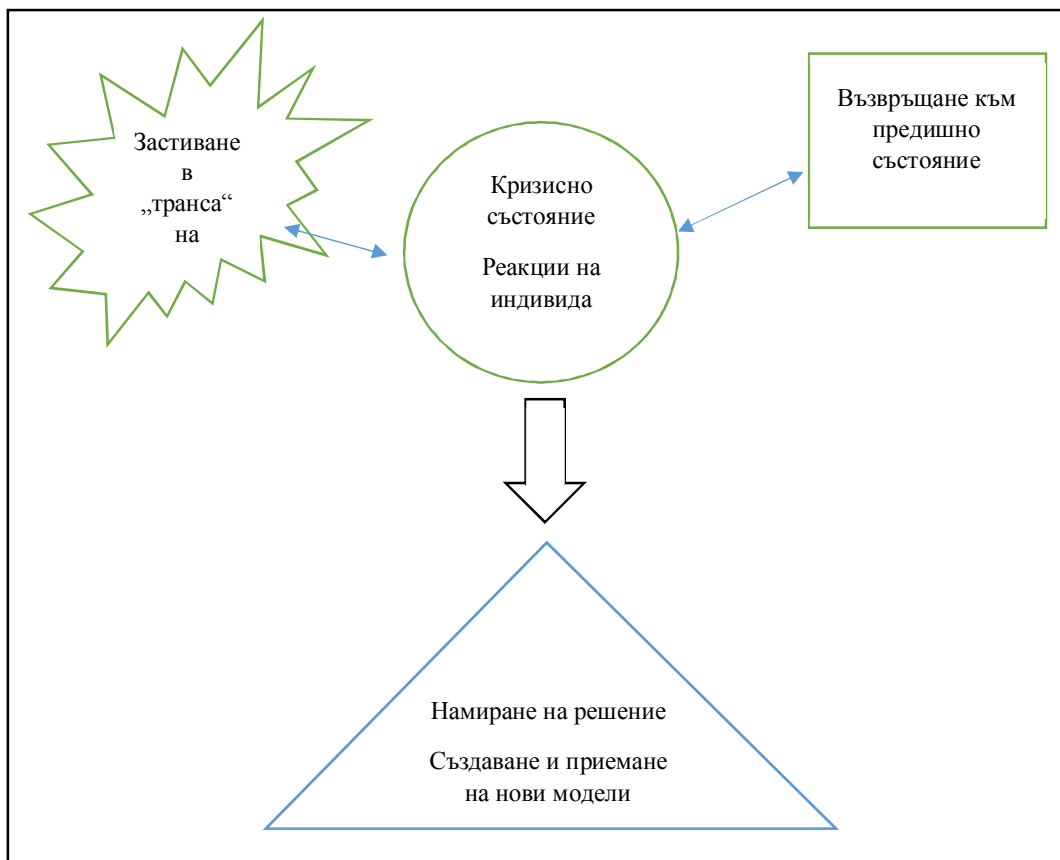 Застиване
в
„транса“
на
Кризисно
състояние
Реакции на
индивида
Възвръщане към
предишно
състояние
Намиране на решение
Създаване и приемане
на нови модели